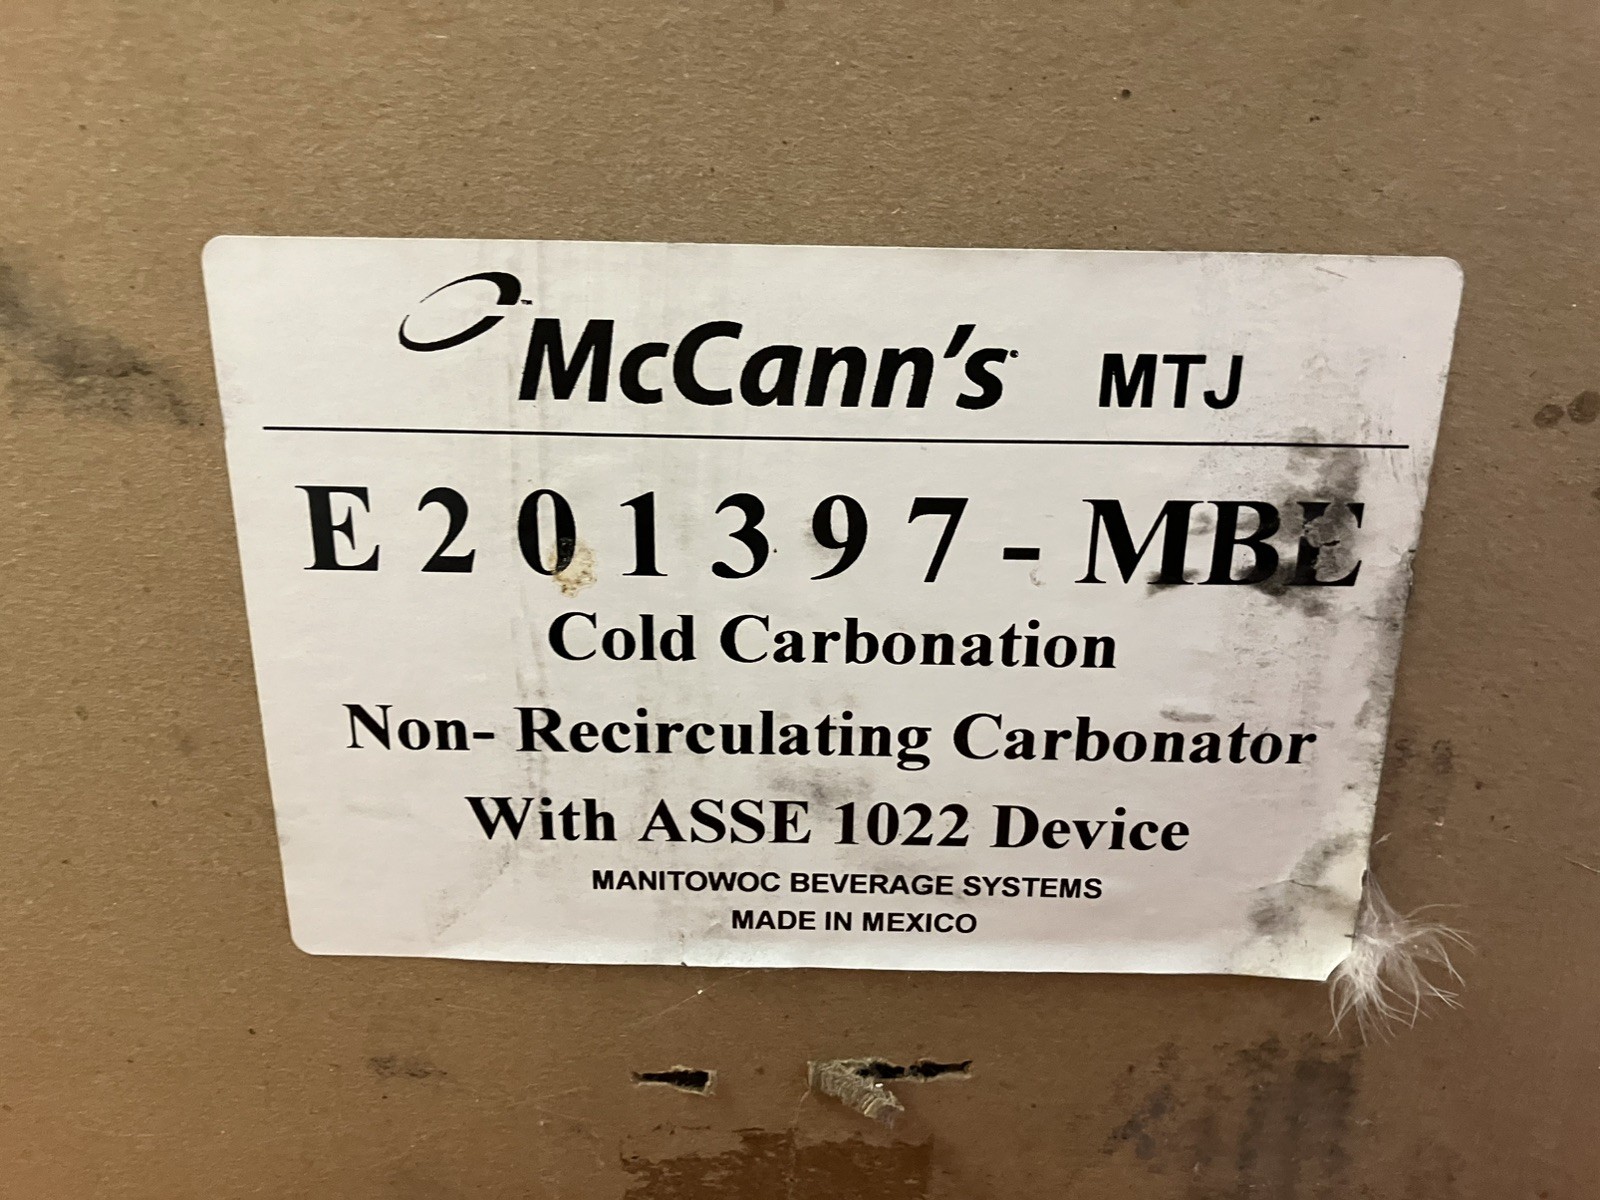 McCann's MTJ
E201397-MBE
Cold Carbonation
Non- Recirculating Carbonator
With ASSE 1022 Device
MANITOWOC BEVERAGE SYSTEMS
MADE IN MEXICO